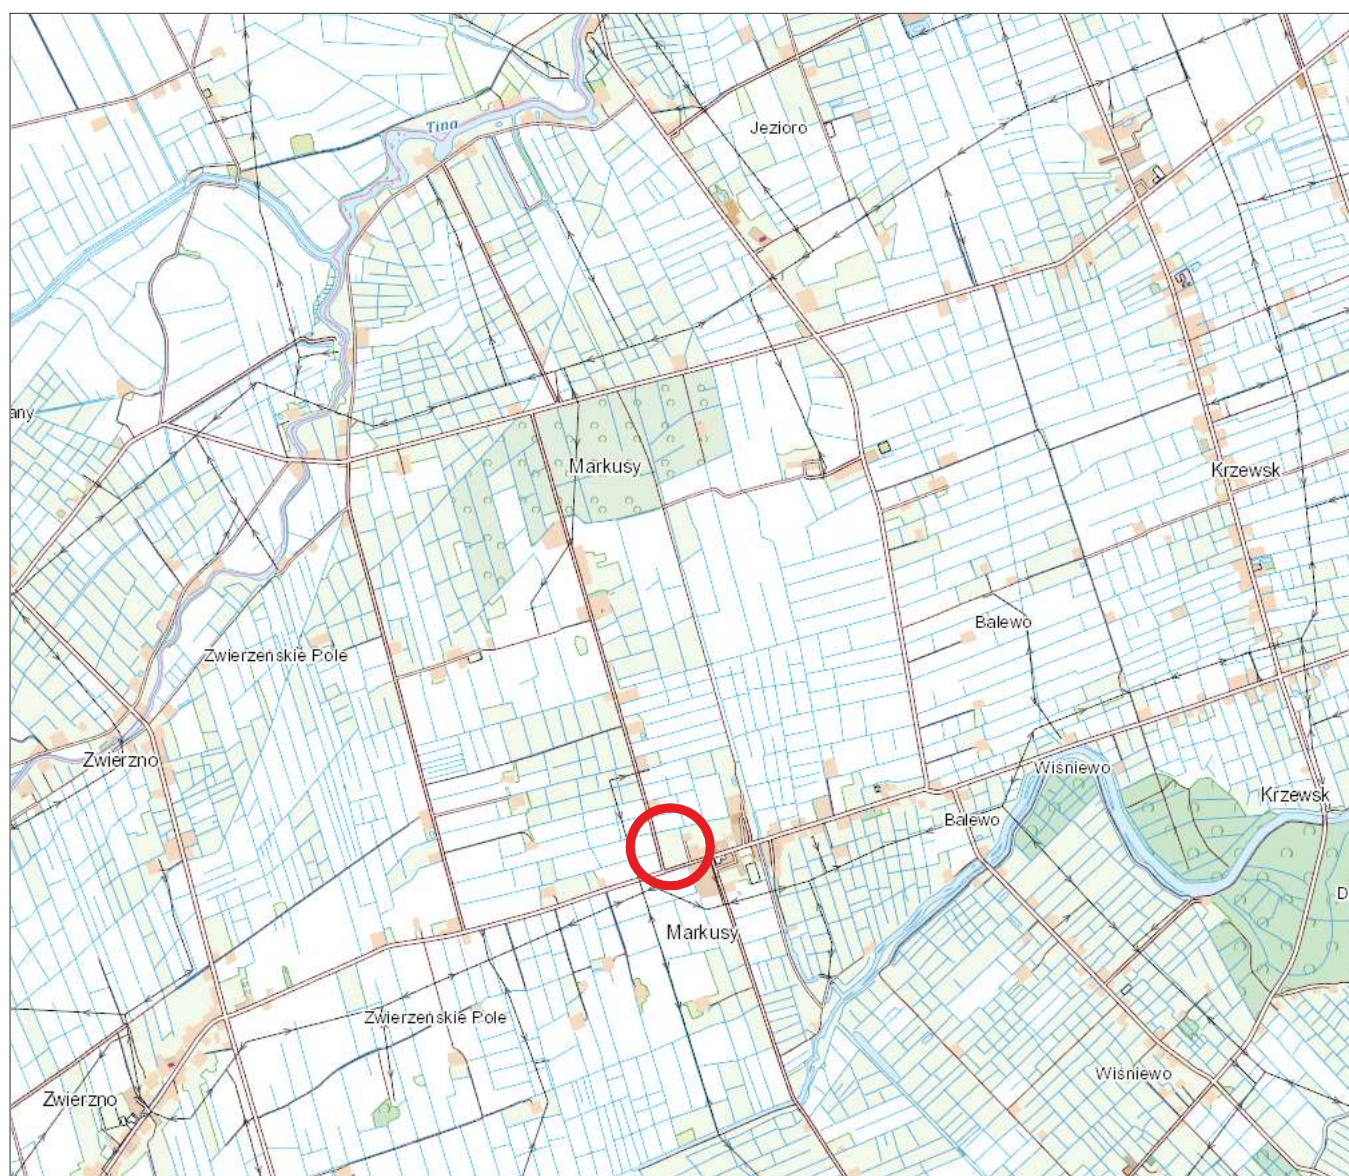 Tina
Jezioro
any
Markusy
Krzewsk
Balewo
Zwierzeńskie Pole
Zwierzno
Wiśniewo
Krzewsk
Balewo
D
Markusy
Zwierzeńskie Pole
Wiśniewo
Zwierzno